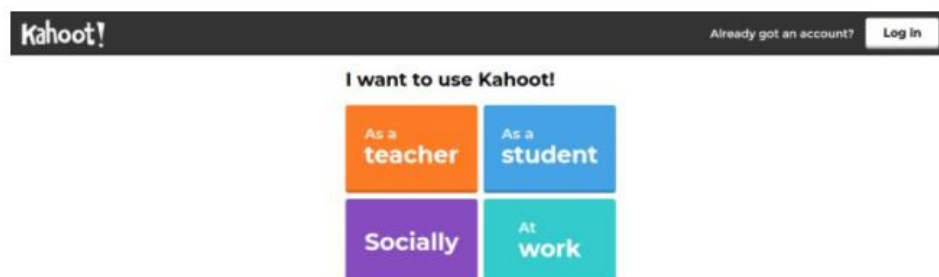 Kahoot!
Already got an account?
Log in
I want to use Kahoot!
As a
teacher
As a
student
Socially
At
work